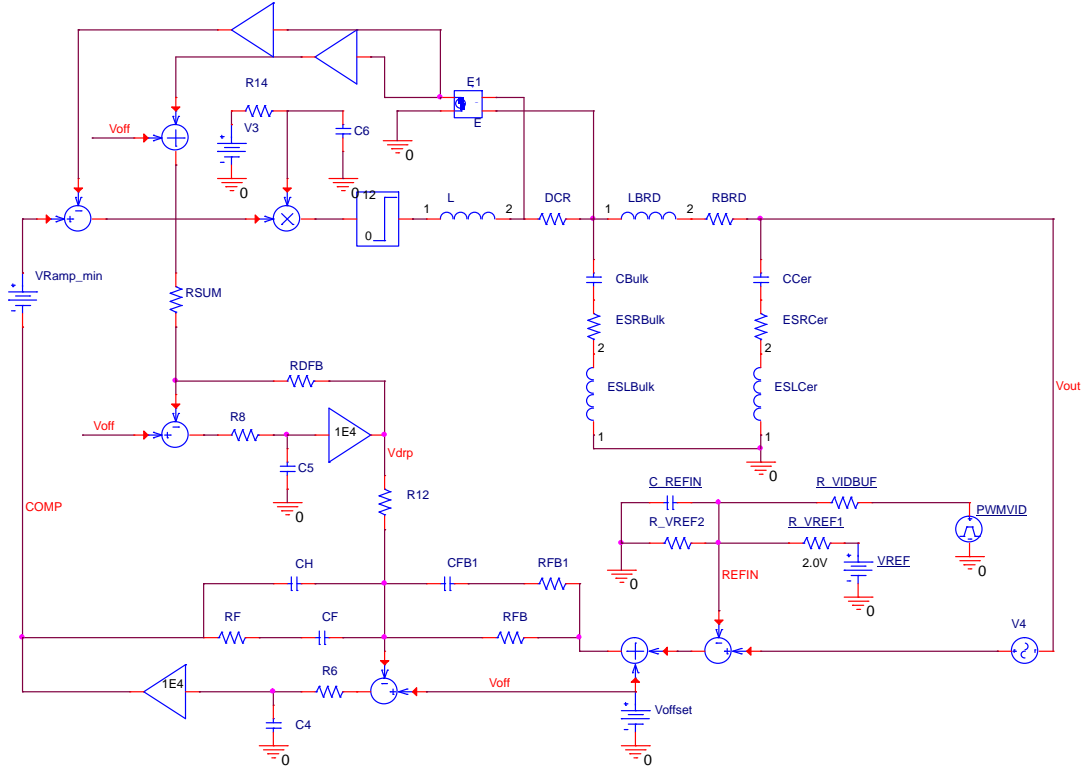 R14
E1
V3
E
C6
Voff
0
0
0
12
0
L
1
2
DCR
LBRD
1
2
RBRD
VRamp_min
RSUM
CBulk
CCer
ESRBulk
ESRCer
2
2
ESLBulk
ESLCer
1
1
0
Vout
RDFB
Voff
R8
1E4
Vdrp
C5
0
R12
COMP
C_REFIN
R_VIDBUF
PWMVID
R_VREF2
R_VREF1
0
2.0V
VREF
0
0
REFIN
CH
CFB1
RFB1
RF
CF
RFB
V4
1E4
R6
Voff
C4
0
Voffset
0